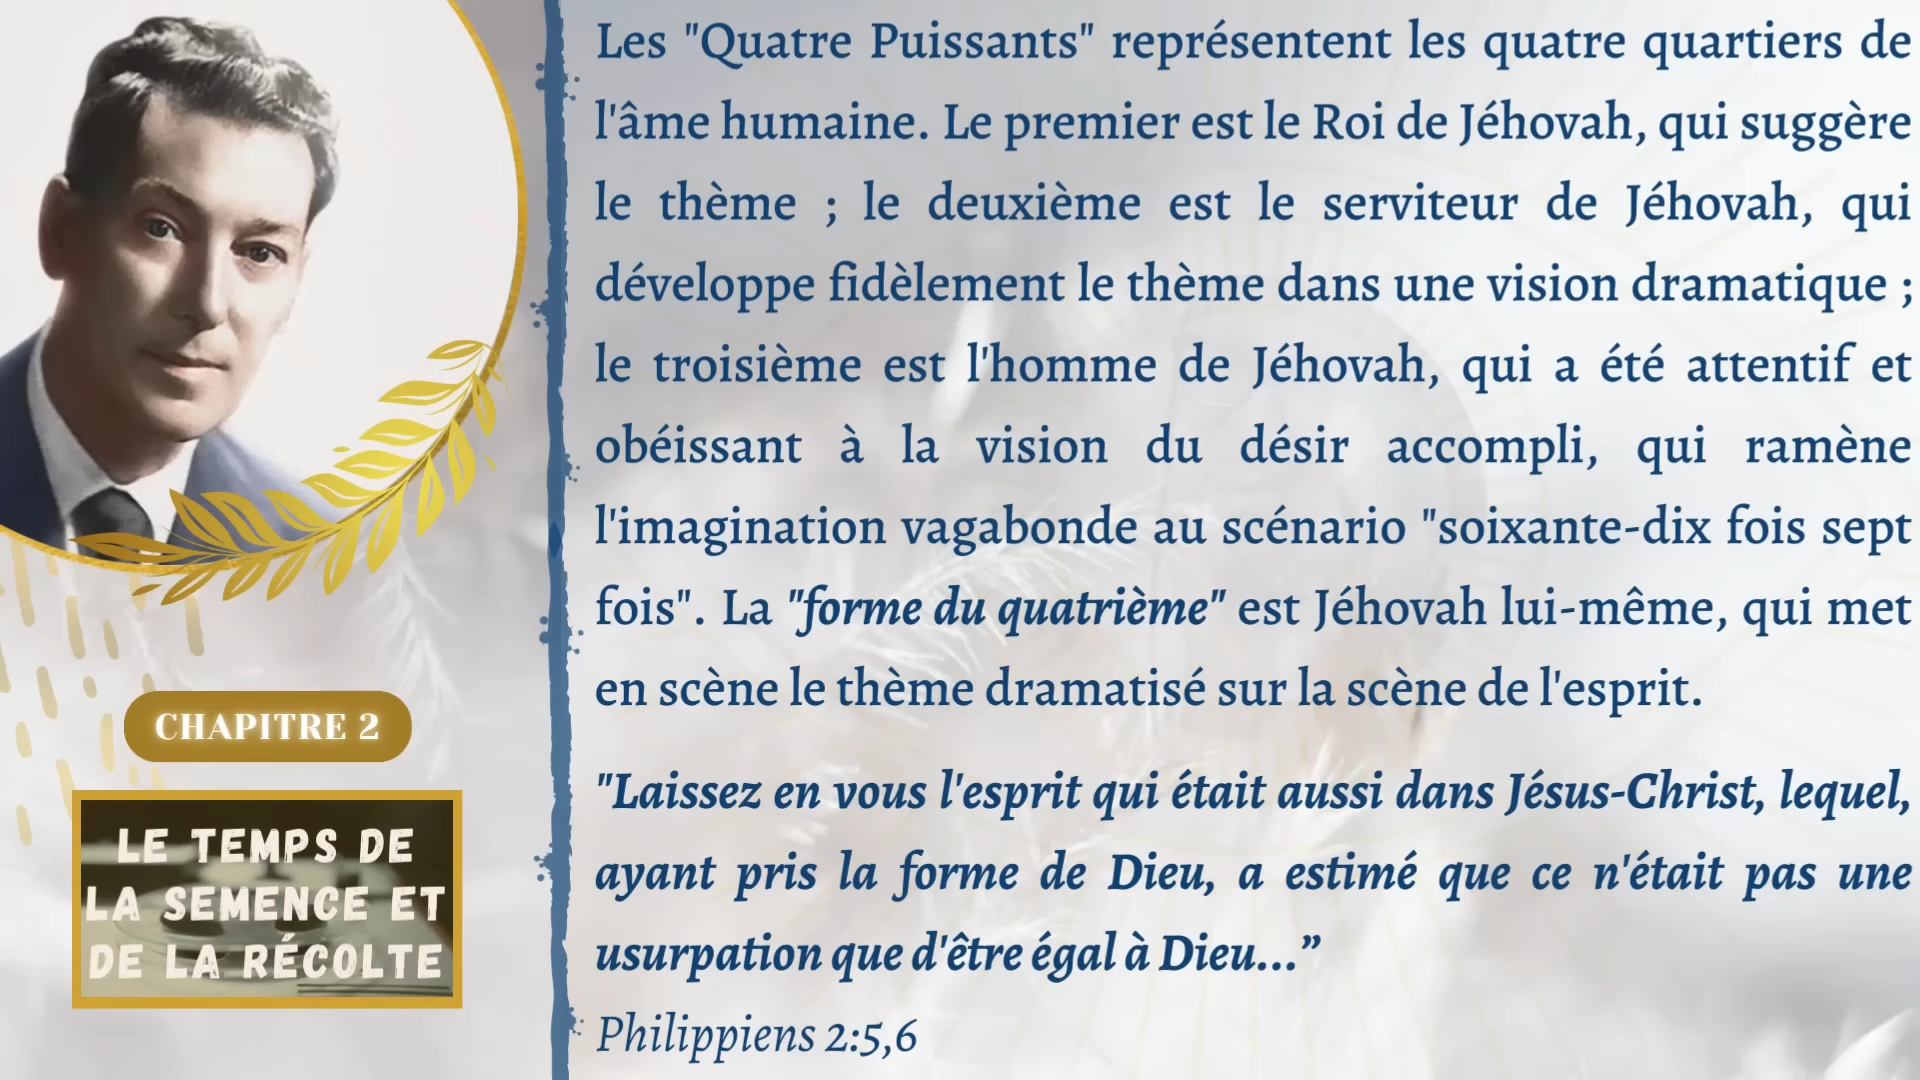 Les "Quatre Puissants" représentent les quatre quartiers de
l'âme humaine. Le premier est le Roi de Jéhovah, qui suggère
le thème ; le deuxième est le serviteur de Jéhovah, qui
développe fidèlement le thème dans une vision dramatique ;
le troisième est l'homme de Jéhovah, qui a été attentif et
obéissant à la vision du désir accompli, qui ramène
l'imagination vagabonde au scénario "soixante-dix fois sept
fois". La "forme du quatrième" est Jéhovah lui-même, qui met
en scène le thème dramatisé sur la scène de l'esprit.
"Laissez en vous l'esprit qui était aussi dans Jésus-Christ, lequel,
ayant pris la forme de Dieu, a estimé que ce n'était pas une
usurpation que d'être égal à Dieu...”
Philippiens 2:5,6
CHAPITRE 2
LE TEMPS DE
LA SEMENCE ET
DE LA RÉCOLTE